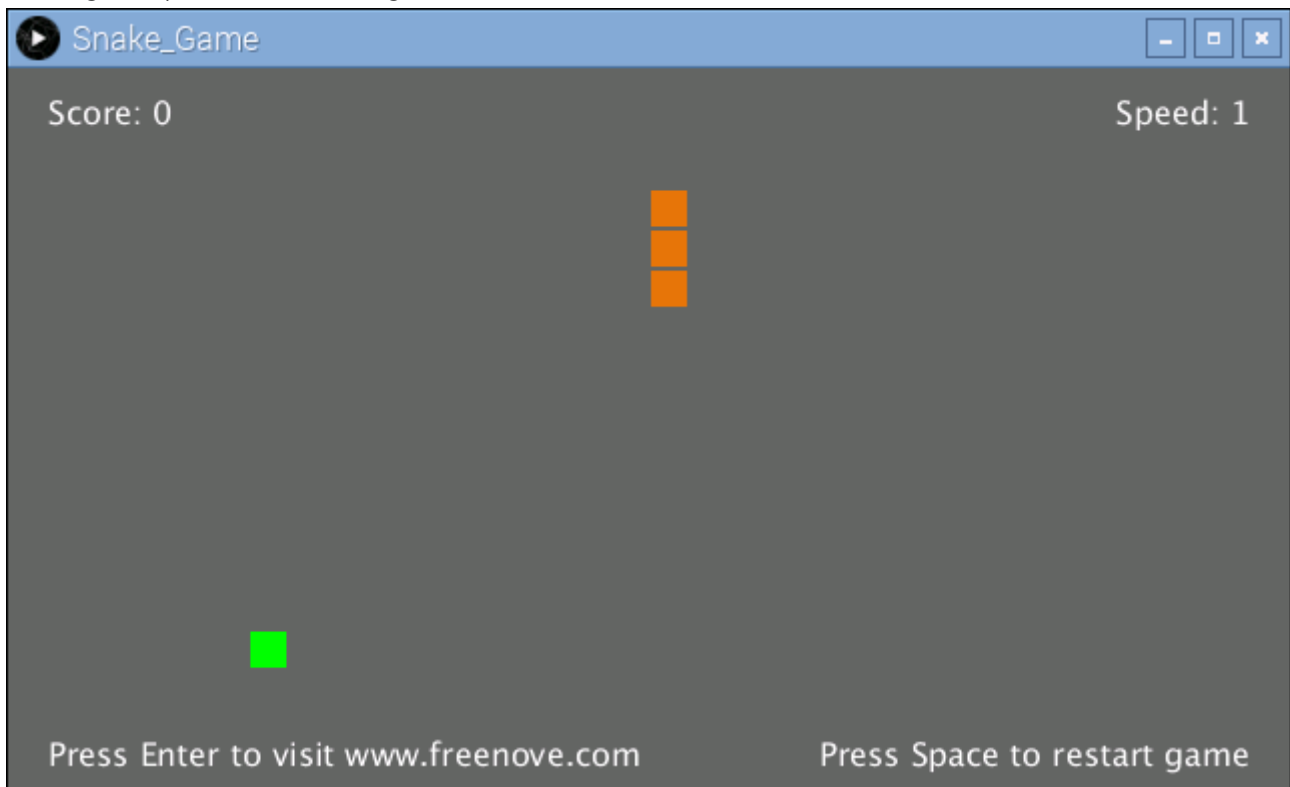 Snake_Game
Score: 0
Speed: 1
Press Enter to visit www.freenove.com
Press Space to restart game